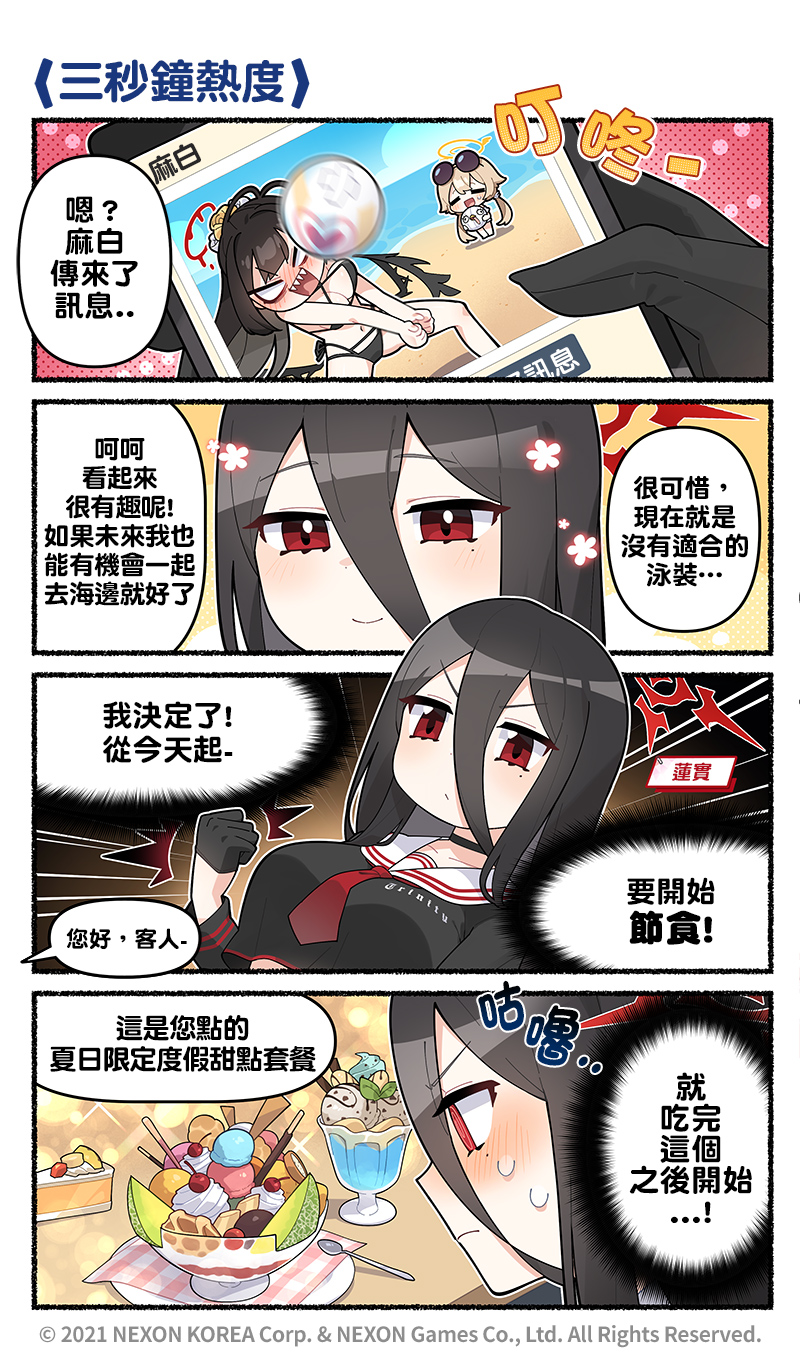 《三秒鐘熱度》
叮咚-
麻白
嗯？
麻白
傳來了
訊息..
訊息
呵呵
看起來
很有趣呢!
如果未來我也
能有機會一起
去海邊就好了
很可惜，
現在就是
沒有適合的
泳裝…
我決定了!
從今天起-
蓮實
Trinity
要開始
節食!
您好，客人-
這是您點的
夏日限定度假甜點套餐
咕嚕..
就
吃完
這個
之後開始
...!
© 2021 NEXON KOREA Corp. & NEXON Games Co., Ltd. All Rights Reserved.